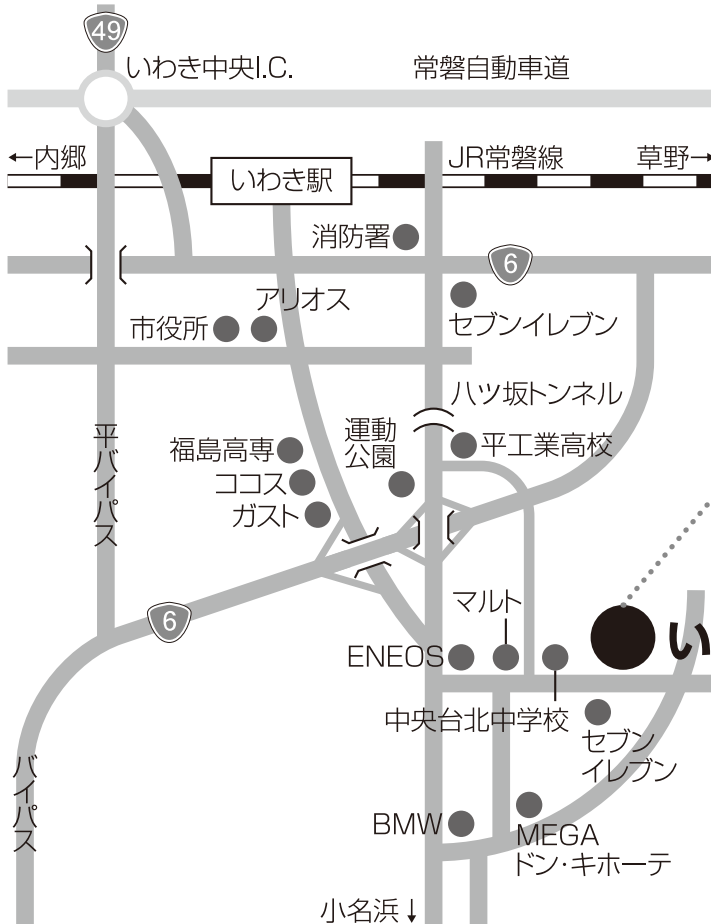 49
いわき中央I.C.
常磐自動車道
←内郷
いわき駅
JR常磐線
草野→
消防署
6
アリオス
市役所
セブンイレブン
八ツ坂トンネル
平バイパス
福島高専
運動
公園
平工業高校
ココス
ガスト
6
マルト
い
ENEOS
中央台北中学校
セブン
イレブン
バイパス
BMW
MEGA
ドン・キホーテ
小名浜↓